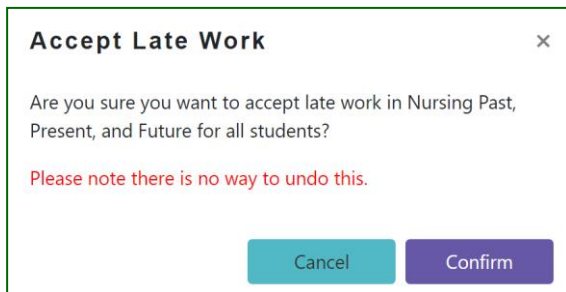 Accept Late Work ×
Are you sure you want to accept late work in Nursing Past,
Present, and Future for all students?
Please note there is no way to undo this.
Cancel Confirm